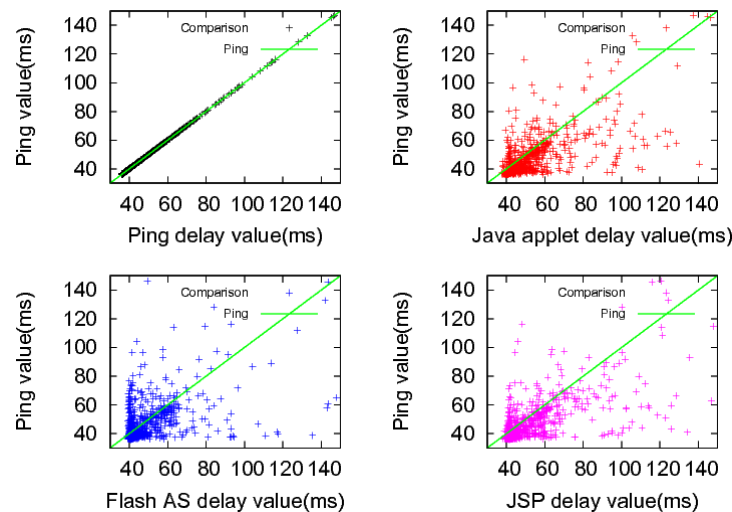 140
120
100
80
60
40
Ping value(ms)
Comparison
Ping
40 60 80 100 120 140
Ping delay value(ms)
140
120
100
80
60
40
Ping value(ms)
Comparison
Ping
40 60 80 100 120 140
Java applet delay value(ms)
140
120
100
80
60
40
Ping value(ms)
Comparison
Ping
40 60 80 100 120 140
Flash AS delay value(ms)
140
120
100
80
60
40
Ping value(ms)
Comparison
Ping
40 60 80 100 120 140
JSP delay value(ms)